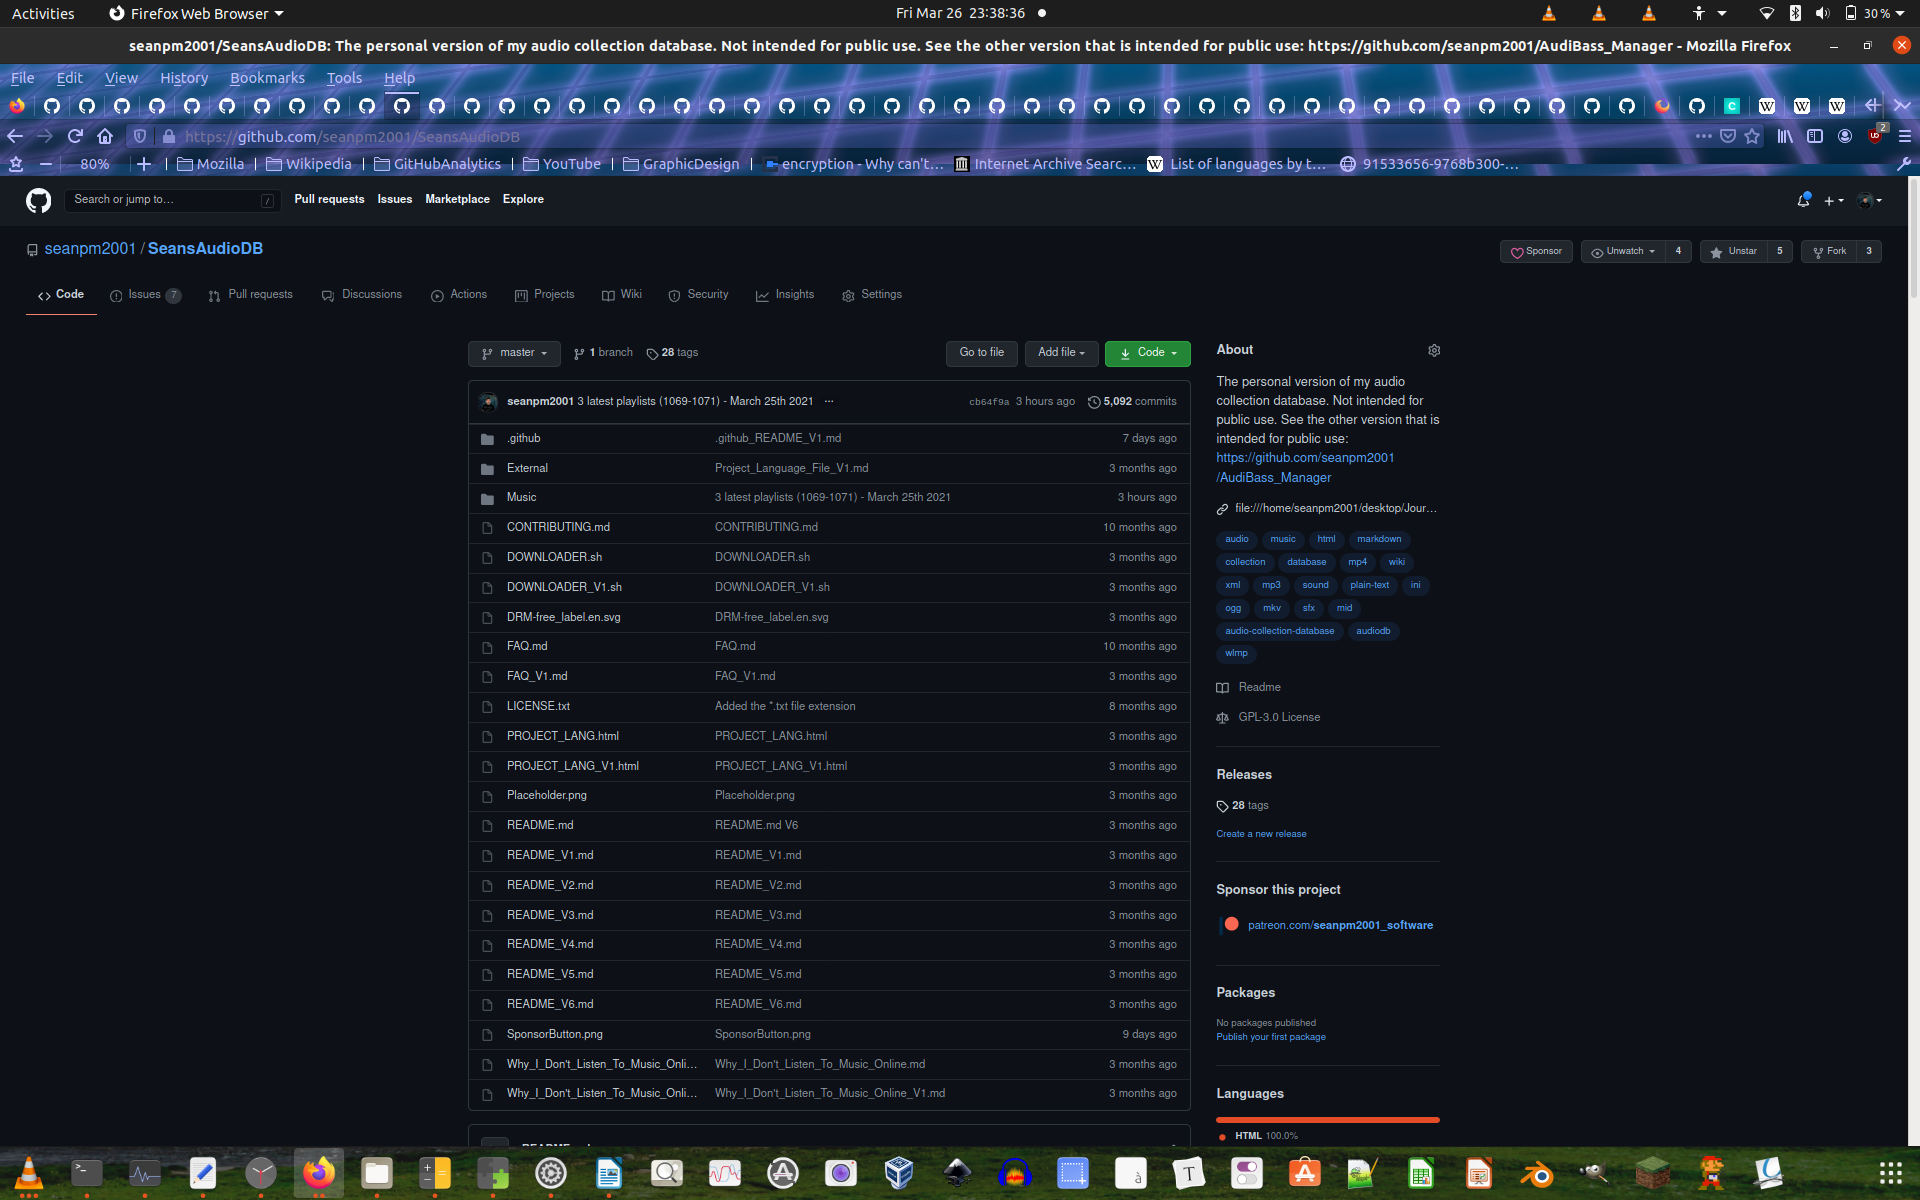 Activities Firefox Web Browser Fri Mar 26 23:38:36 30 %
seanpm2001/SeansAudioDB: The personal version of my audio collection database. Not intended for public use. See the other version that is intended for public use: https://github.com/seanpm2001/AudiBass_Manager - Mozilla Firefox
File Edit View History Bookmarks Tools Help
https://github.com/seanpm2001/SeansAudioDB 2
80% Mozilla Wikipedia GitHubAnalytics YouTube GraphicDesign encryption - Why can't… Internet Archive Searc… List of languages by t… 91533656-9768b300-…
Search or jump to… / Pull requests Issues Marketplace Explore
seanpm2001 / SeansAudioDB Sponsor Unwatch 4 Unstar 5 Fork 3
Code Issues 7 Pull requests Discussions Actions Projects Wiki Security Insights Settings
master 1 branch 28 tags Go to file Add file Code
seanpm2001 3 latest playlists (1069-1071) - March 25th 2021 ... cb64f9a 3 hours ago 5,092 commits
.github .github_README_V1.md 7 days ago
External Project_Language_File_V1.md 3 months ago
Music 3 latest playlists (1069-1071) - March 25th 2021 3 hours ago
CONTRIBUTING.md CONTRIBUTING.md 10 months ago
DOWNLOADER.sh DOWNLOADER.sh 3 months ago
DOWNLOADER_V1.sh DOWNLOADER_V1.sh 3 months ago
DRM-free_label.en.svg DRM-free_label.en.svg 3 months ago
FAQ.md FAQ.md 10 months ago
FAQ_V1.md FAQ_V1.md 3 months ago
LICENSE.txt Added the *.txt file extension 8 months ago
PROJECT_LANG.html PROJECT_LANG.html 3 months ago
PROJECT_LANG_V1.html PROJECT_LANG_V1.html 3 months ago
Placeholder.png Placeholder.png 3 months ago
README.md README.md V6 3 months ago
README_V1.md README_V1.md 3 months ago
README_V2.md README_V2.md 3 months ago
README_V3.md README_V3.md 3 months ago
README_V4.md README_V4.md 3 months ago
README_V5.md README_V5.md 3 months ago
README_V6.md README_V6.md 3 months ago
SponsorButton.png SponsorButton.png 9 days ago
Why_I_Don't_Listen_To_Music_Onli… Why_I_Don't_Listen_To_Music_Online.md 3 months ago
Why_I_Don't_Listen_To_Music_Onli… Why_I_Don't_Listen_To_Music_Online_V1.md 3 months ago
About
The personal version of my audio
collection database. Not intended for
public use. See the other version that is
intended for public use:
https://github.com/seanpm2001
/AudiBass_Manager
file:///home/seanpm2001/desktop/Jour…
audio music html markdown
collection database mp4 wiki
xml mp3 sound plain-text ini
ogg mkv sfx mid
audio-collection-database audiodb
wlmp
Readme
GPL-3.0 License
Releases
28 tags
Create a new release
Sponsor this project
patreon.com/seanpm2001_software
Packages
No packages published
Publish your first package
Languages
HTML 100.0%